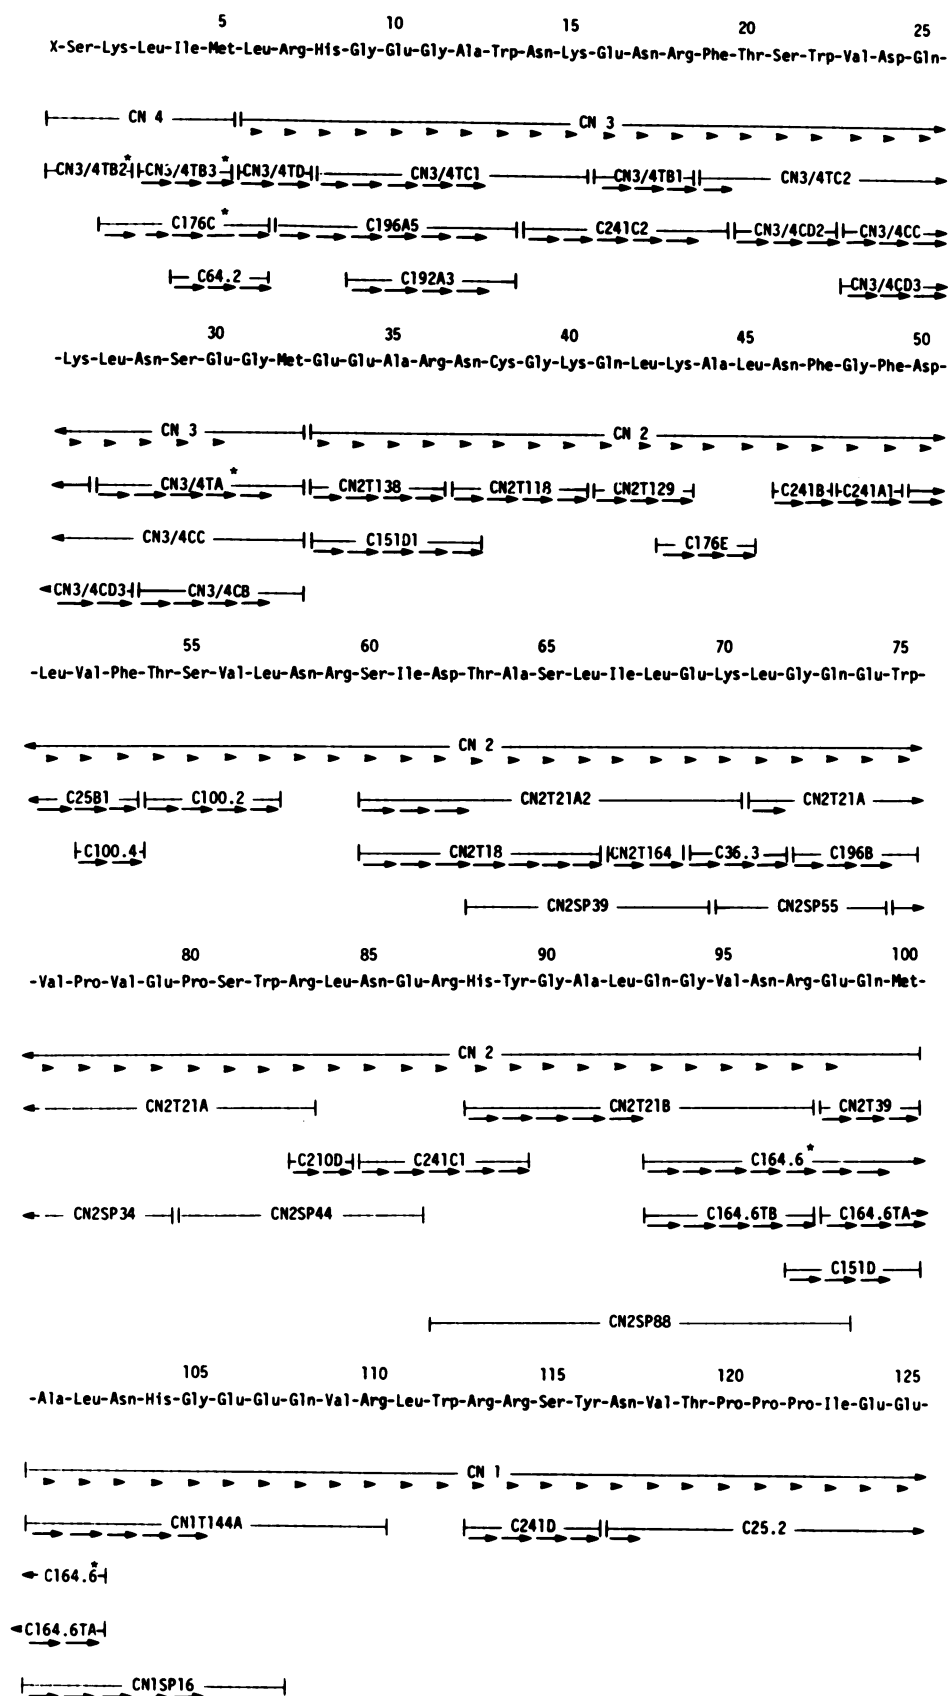 5 10 15 20 25
X-Ser-Lys-Leu-Ile-Met-Leu-Arg-His-Gly-Glu-Gly-Ala-Trp-Asn-Lys-Glu-Asn-Arg-Phe-Thr-Ser-Trp-Val-Asp-Gln-
CN 4 CN 3
CN3/4TB2* CN3/4TB3* CN3/4TD CN3/4TC1 CN3/4TB1 CN3/4TC2
C176C* C196A5 C241C2 CN3/4CD2 CN3/4CC
C64.2 C192A3 CN3/4CD3
30 35 40 45 50
-Lys-Leu-Asn-Ser-Glu-Gly-Met-Glu-Glu-Ala-Arg-Asn-Cys-Gly-Lys-Gln-Leu-Lys-Ala-Leu-Asn-Phe-Gly-Phe-Asp-
CN 3 CN 2
CN3/4TA* CN2T138 CN2T118 CN2T129 C241B C241A1
CN3/4CC C151D1 C176E
CN3/4CD3 CN3/4CB
55 60 65 70 75
-Leu-Val-Phe-Thr-Ser-Val-Leu-Asn-Arg-Ser-Ile-Asp-Thr-Ala-Ser-Leu-Ile-Leu-Glu-Lys-Leu-Gly-Gln-Glu-Trp-
CN 2
C25B1 C100.2 CN2T21A2 CN2T21A
C100.4 CN2T18 CN2T164 C36.3 C196B
CN2SP39 CN2SP55
80 85 90 95 100
-Val-Pro-Val-Glu-Pro-Ser-Trp-Arg-Leu-Asn-Glu-Arg-His-Tyr-Gly-Ala-Leu-Gln-Gly-Val-Asn-Arg-Glu-Gln-Met-
CN 2
CN2T21A CN2T21B CN2T39
C210D C241C1 C164.6*
CN2SP34 CN2SP44 C164.6TB C164.6TA
C151D
CN2SP88
105 110 115 120 125
-Ala-Leu-Asn-His-Gly-Glu-Glu-Gln-Val-Arg-Leu-Trp-Arg-Arg-Ser-Tyr-Asn-Val-Thr-Pro-Pro-Pro-Ile-Glu-Glu-
CN 1
CN1T144A C241D C25.2
C164.6*
C164.6TA
CN1SP16